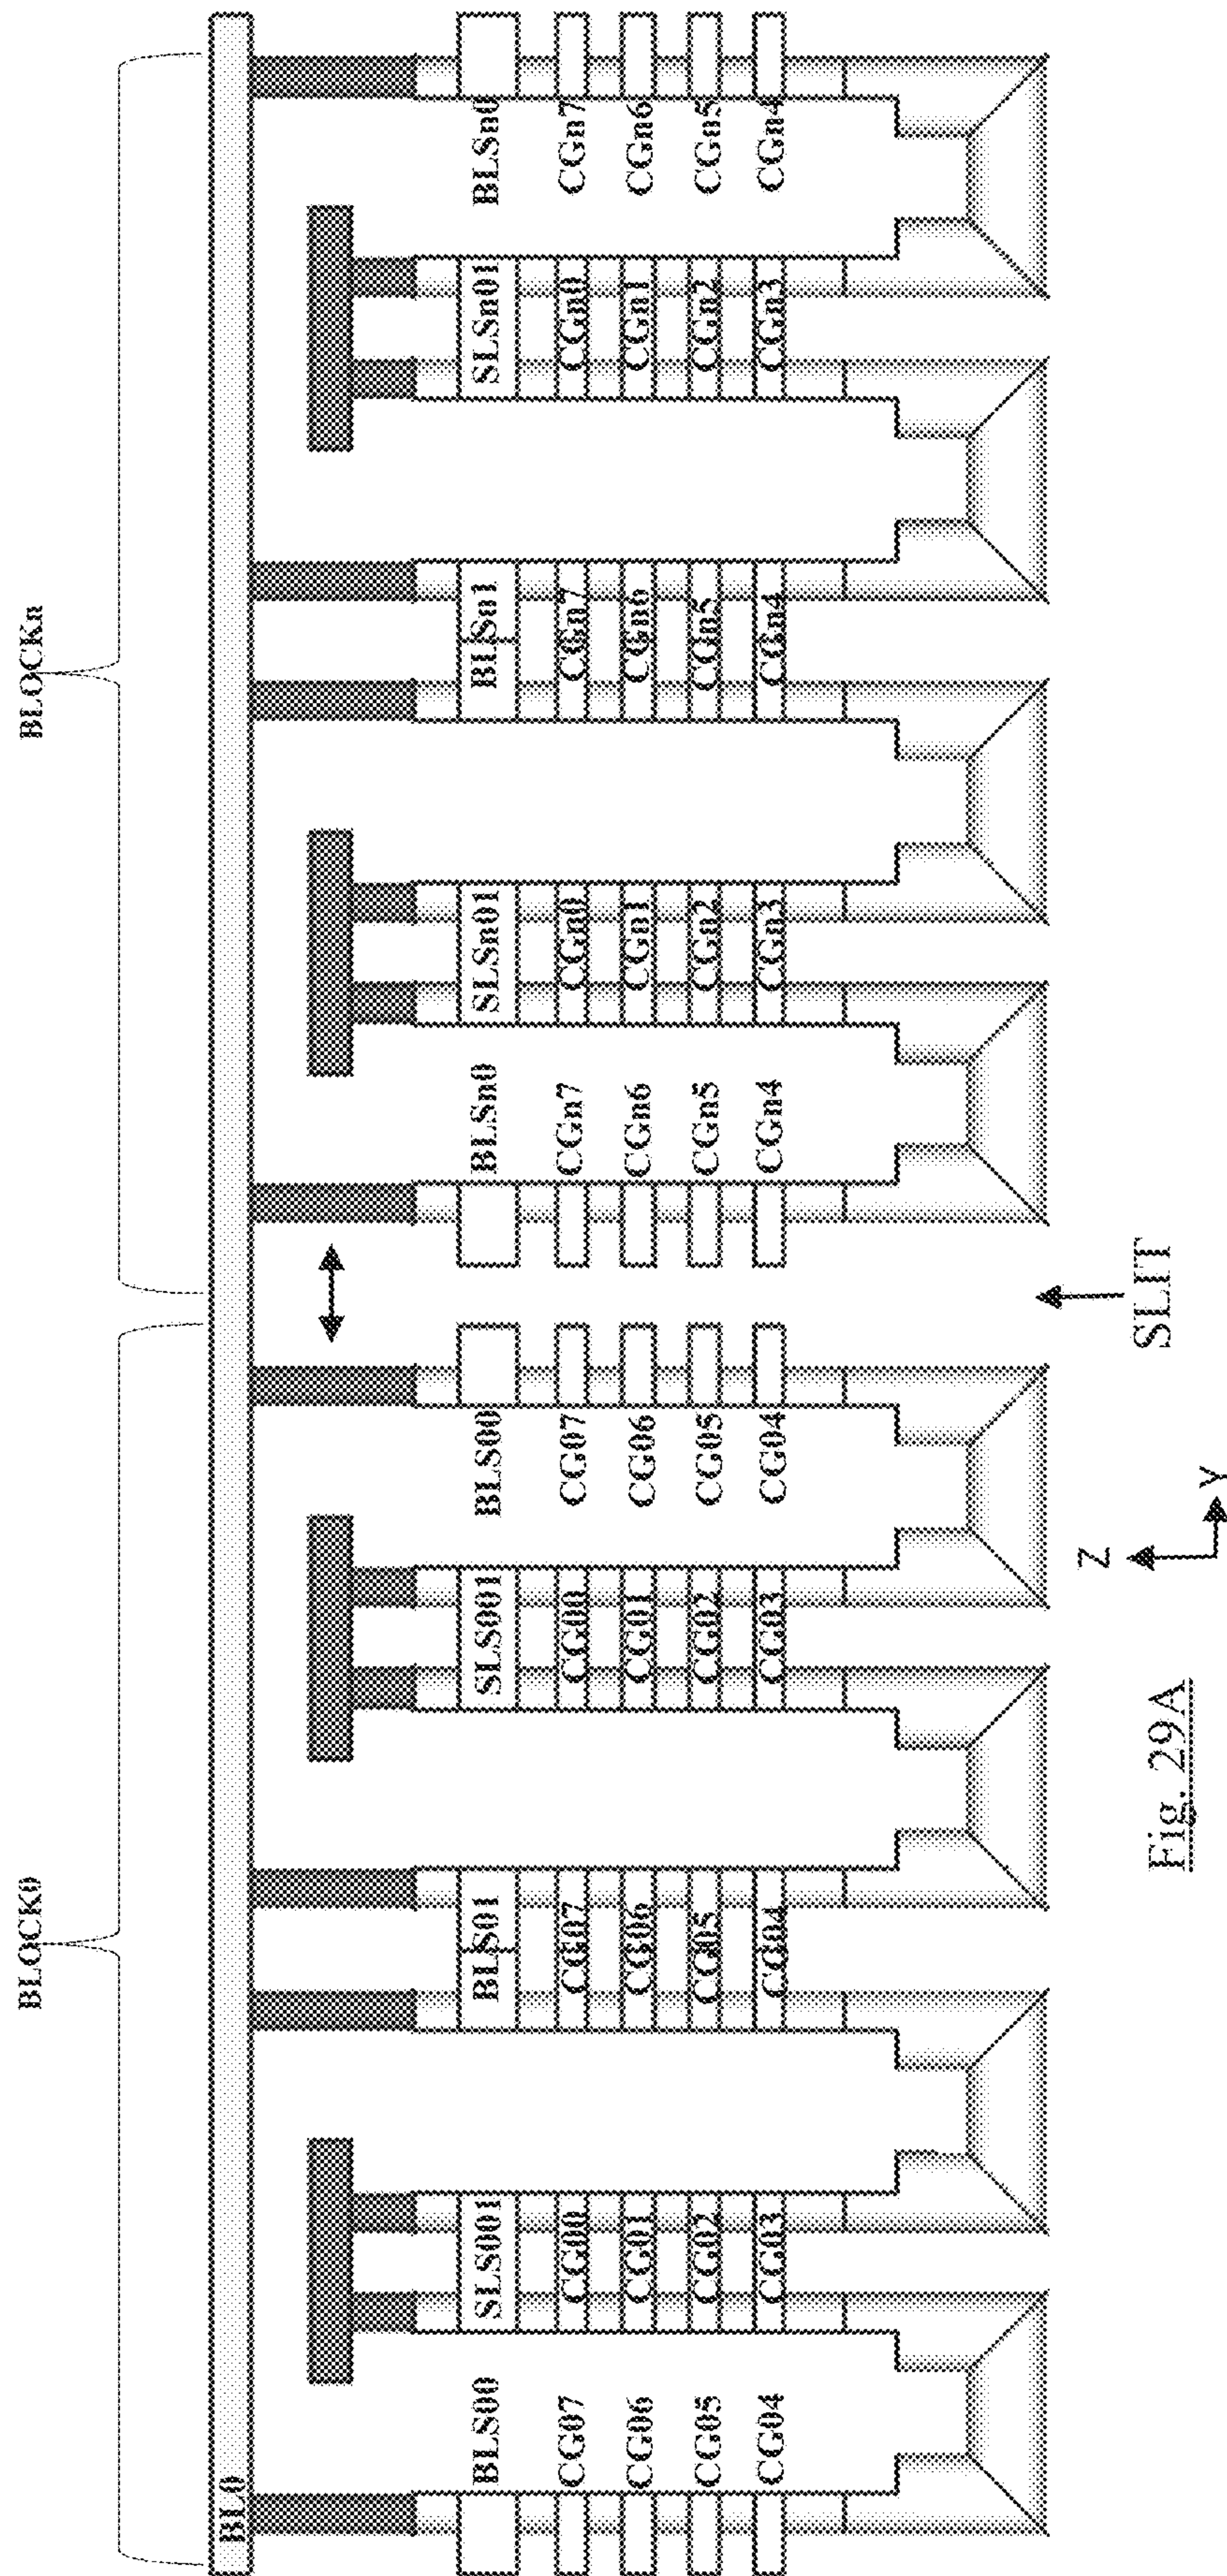 BLOCK0 BLOCKn
BL0
BLS00 SLS001 BLS01 SLS001 BLS00 BLSn0 SLSn01 BLSn1 SLSn01 BLSn0
CG07 CG00 CG07 CG00 CG07 CGn7 CGn0 CGn7 CGn0 CGn7
CG06 CG01 CG06 CG01 CG06 CGn6 CGn1 CGn6 CGn1 CGn6
CG05 CG02 CG05 CG02 CG05 CGn5 CGn2 CGn5 CGn2 CGn5
CG04 CG03 CG04 CG03 CG04 CGn4 CGn3 CGn4 CGn3 CGn4
Z
Y
SLIT
Fig. 29A